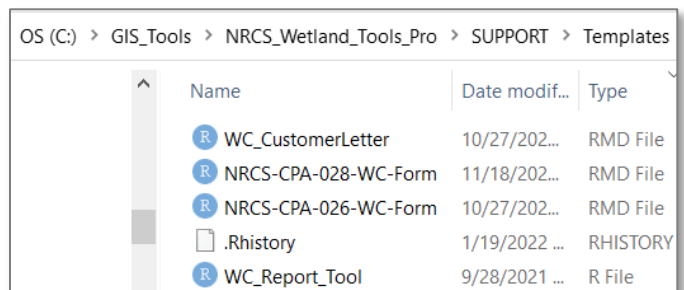 OS (C:) > GIS_Tools > NRCS_Wetland_Tools_Pro > SUPPORT > Templates
Name Date modif... Type
R WC_CustomerLetter 10/27/202... RMD File
R NRCS-CPA-028-WC-Form 11/18/202... RMD File
R NRCS-CPA-026-WC-Form 10/27/202... RMD File
.Rhistory 1/19/2022 ... RHISTORY
R WC_Report_Tool 9/28/2021 ... R File